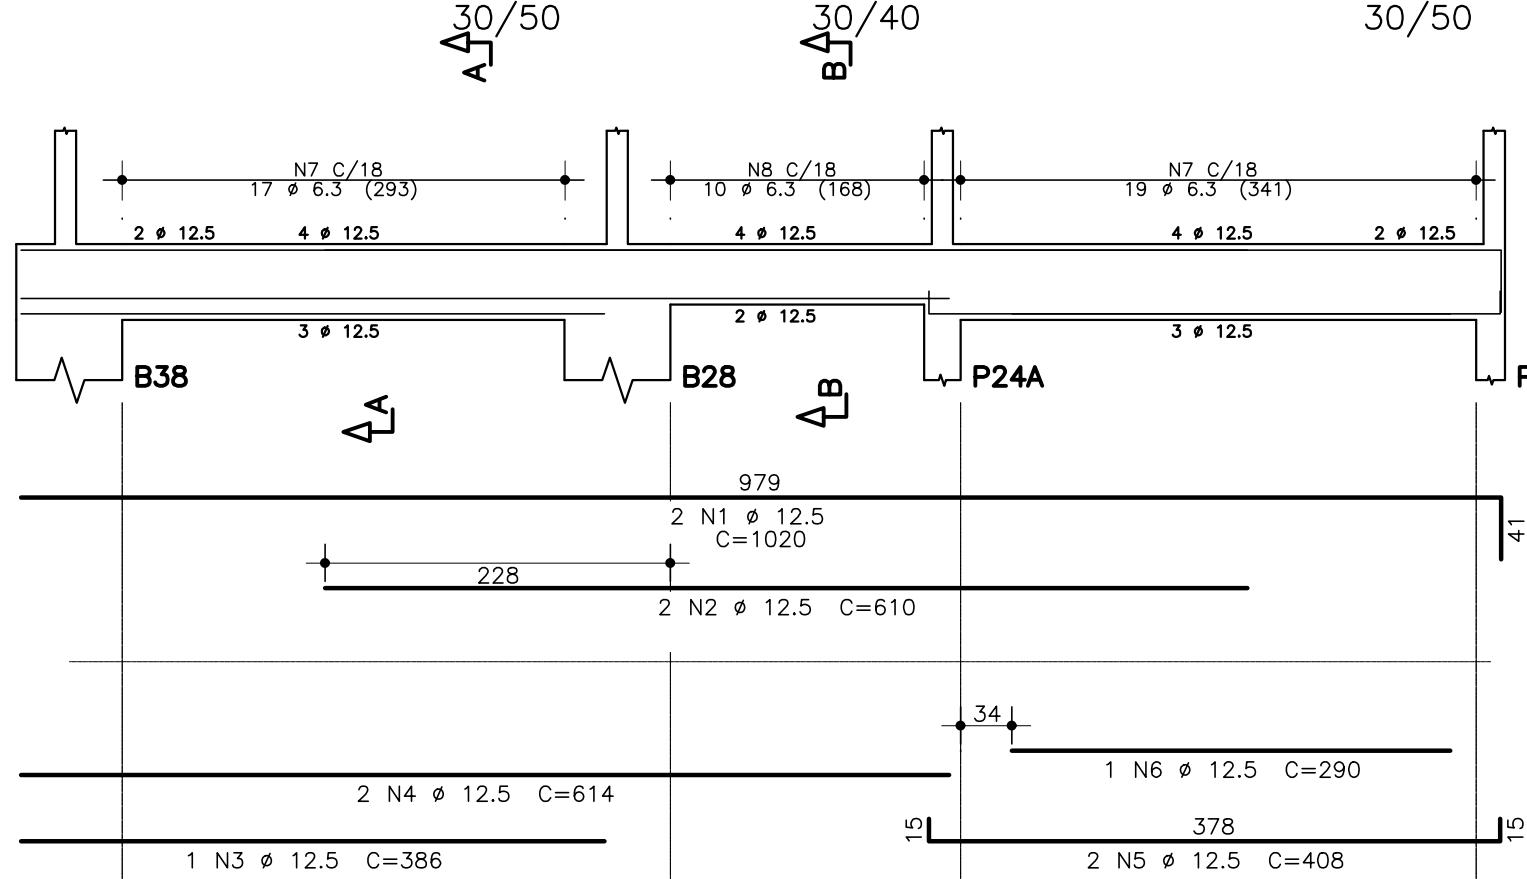 30/50 30/40 30/50
A B
N7 C/18 N8 C/18 N7 C/18
17 ø 6.3 (293) 10 ø 6.3 (168) 19 ø 6.3 (341)
2 ø 12.5 4 ø 12.5 4 ø 12.5 4 ø 12.5 2 ø 12.5
2 ø 12.5
3 ø 12.5 3 ø 12.5
B38 B28 P24A P
A B
979
2 N1 ø 12.5
C=1020
41
228
2 N2 ø 12.5 C=610
34
1 N6 ø 12.5 C=290
2 N4 ø 12.5 C=614
15 378 15
1 N3 ø 12.5 C=386 2 N5 ø 12.5 C=408